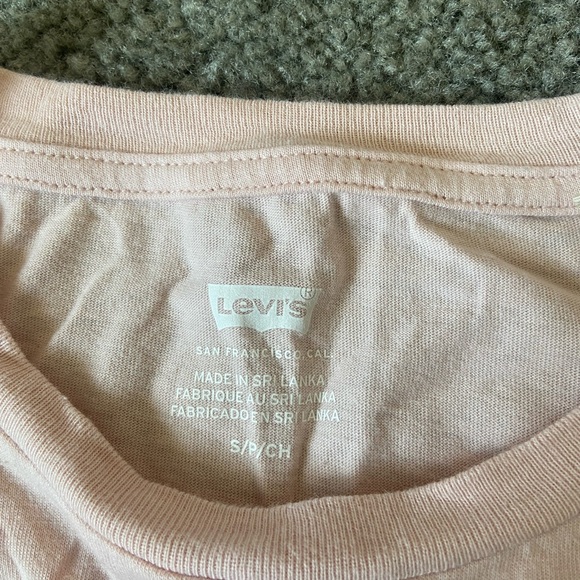 Levi's®
SAN FRANCISCO, CAL.
MADE IN SRI LANKA
FABRIQUE AU SRI LANKA
FABRICADO EN SRI LANKA
S/P/CH